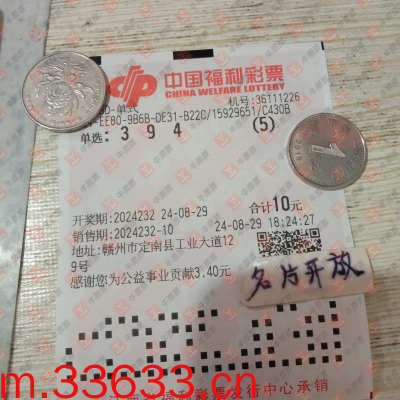 中国福利彩票
CHINA WELFARE LOTTERY
3D-单式 机号:36111226
-EE80-9B6B-DE31-B22C/15929651/C430B
单选: 3 9 4 (5)
开奖期:2024232 24-08-29 合计10元
销售期:2024232-10 24-08-29 18:24:27
地址:赣州市定南县工业大道12
9号
感谢您为公益事业贡献3.40元
名片开放
m.33633.cn
1